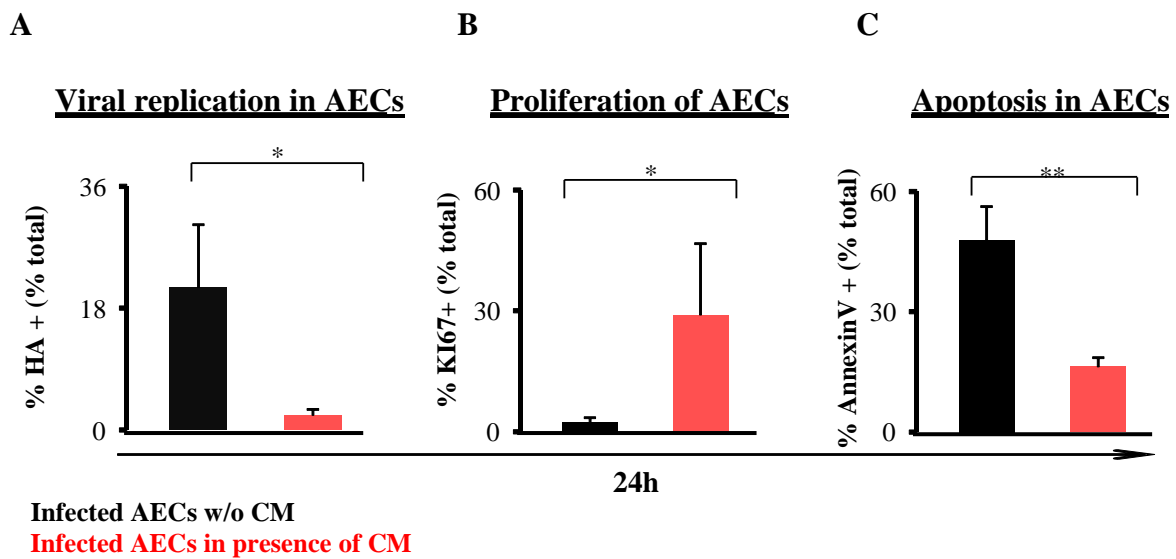 A
B
C
Viral replication in AECs
Proliferation of AECs
Apoptosis in AECs
*
*
**
36
18
0
% HA + (% total)
60
30
0
% KI67+ (% total)
60
30
0
% AnnexinV + (% total)
24h
Infected AECs w/o CM
Infected AECs in presence of CM